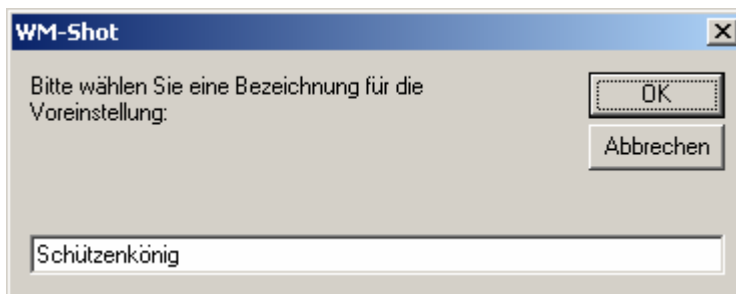 WM-Shot
Bitte wählen Sie eine Bezeichnung für die
Voreinstellung:
OK
Abbrechen
Schützenkönig